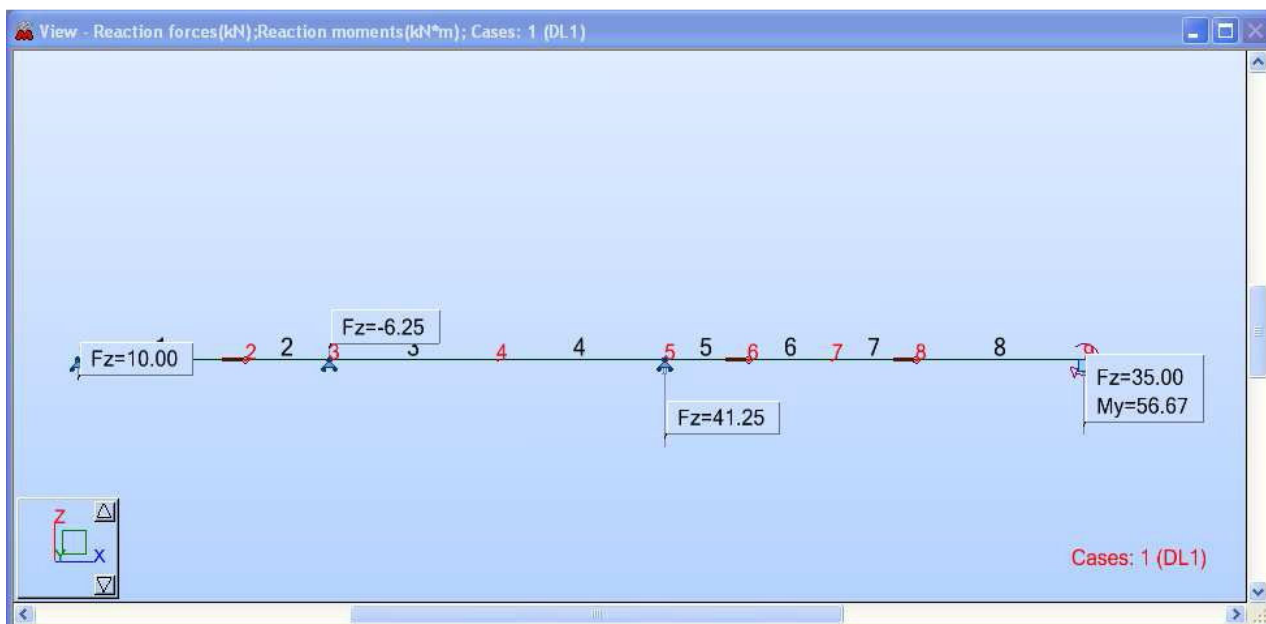 View - Reaction forces(kN);Reaction moments(kN*m); Cases: 1 (DL1)
Fz=-6.25
2 2 3 3 4 4 5 5 6 6 7 7 8 8
Fz=10.00
Fz=35.00
My=56.67
Fz=41.25
Z
Y X
Cases: 1 (DL1)